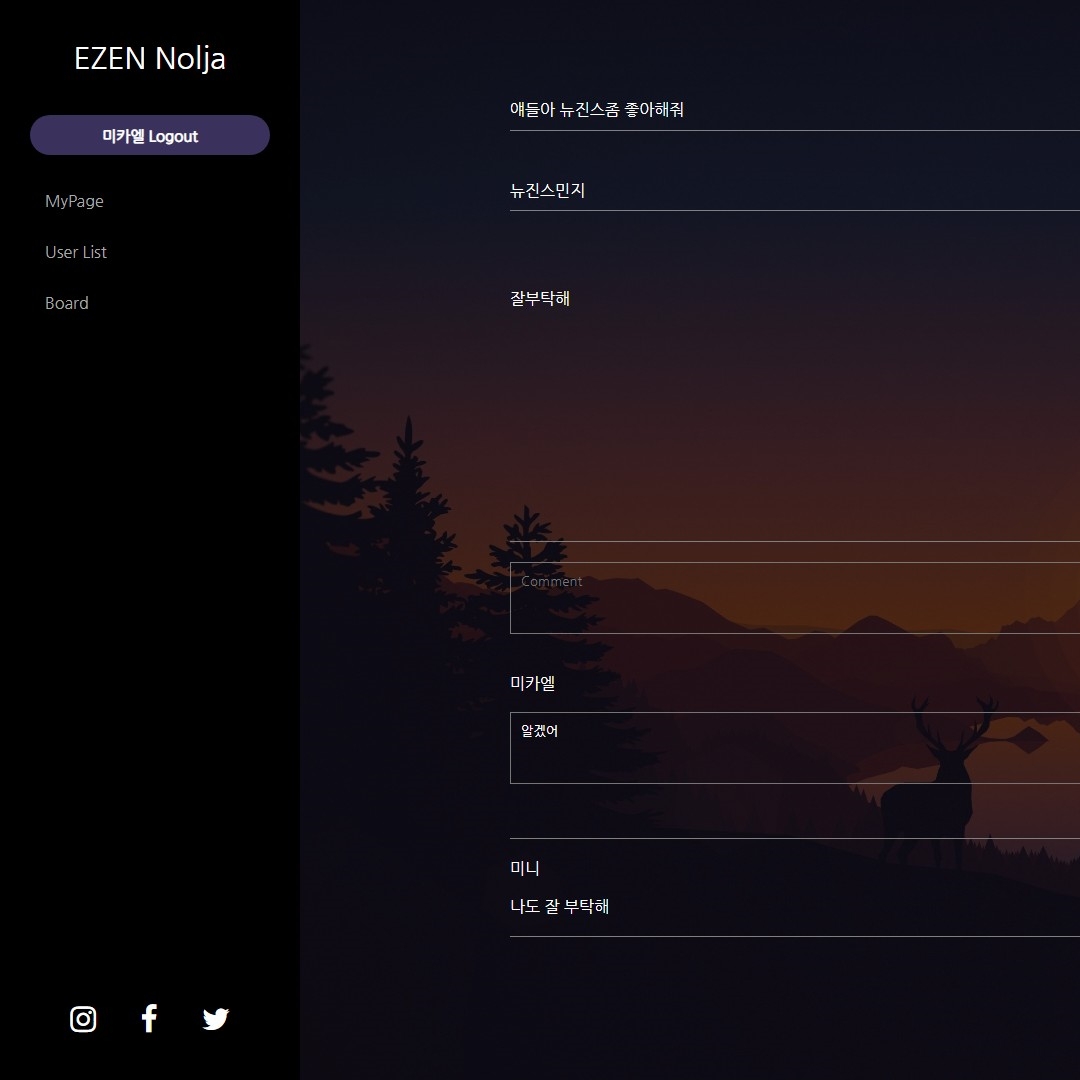 EZEN Nolja
미카엘 Logout
MyPage
User List
Board
얘들아 뉴진스좀 좋아해줘
뉴진스민지
잘부탁해
Comment
미카엘
알겠어
미니
나도 잘 부탁해